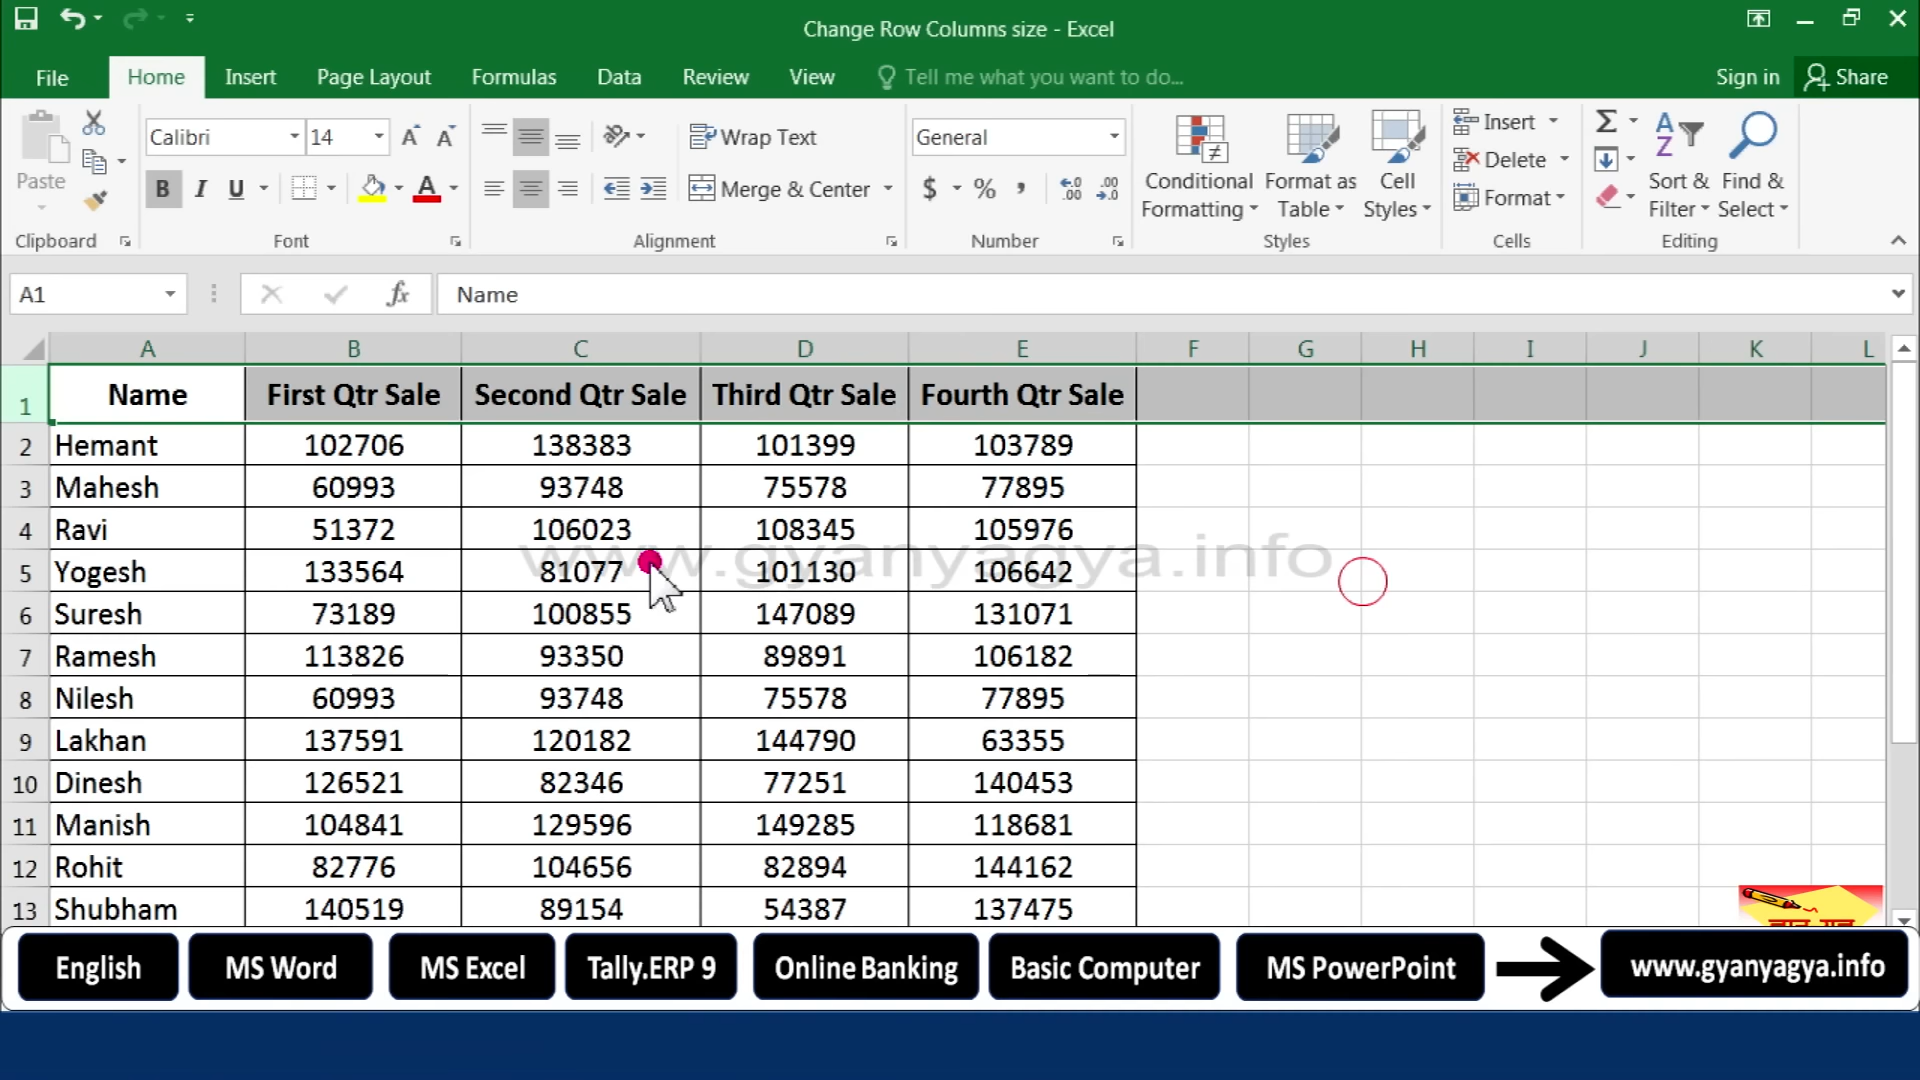 Change Row Columns size - Excel
File Home Insert Page Layout Formulas Data Review View Tell me what you want to do... Sign in Share
Paste Calibri 14 Wrap Text General Conditional Formatting Format as Table Cell Styles Insert Sort & Filter Find & Select
B I U Merge & Center $ % , Delete
Format
Clipboard Font Alignment Number Styles Cells Editing
A1 fx Name
A B C D E F G H I J K L
1 Name First Qtr Sale Second Qtr Sale Third Qtr Sale Fourth Qtr Sale
2 Hemant 102706 138383 101399 103789
3 Mahesh 60993 93748 75578 77895
4 Ravi 51372 106023 108345 105976
www.gyanyagya.info
5 Yogesh 133564 81077 101130 106642
6 Suresh 73189 100855 147089 131071
7 Ramesh 113826 93350 89891 106182
8 Nilesh 60993 93748 75578 77895
9 Lakhan 137591 120182 144790 63355
10 Dinesh 126521 82346 77251 140453
11 Manish 104841 129596 149285 118681
12 Rohit 82776 104656 82894 144162
13 Shubham 140519 89154 54387 137475
English MS Word MS Excel Tally.ERP 9 Online Banking Basic Computer MS PowerPoint www.gyanyagya.info